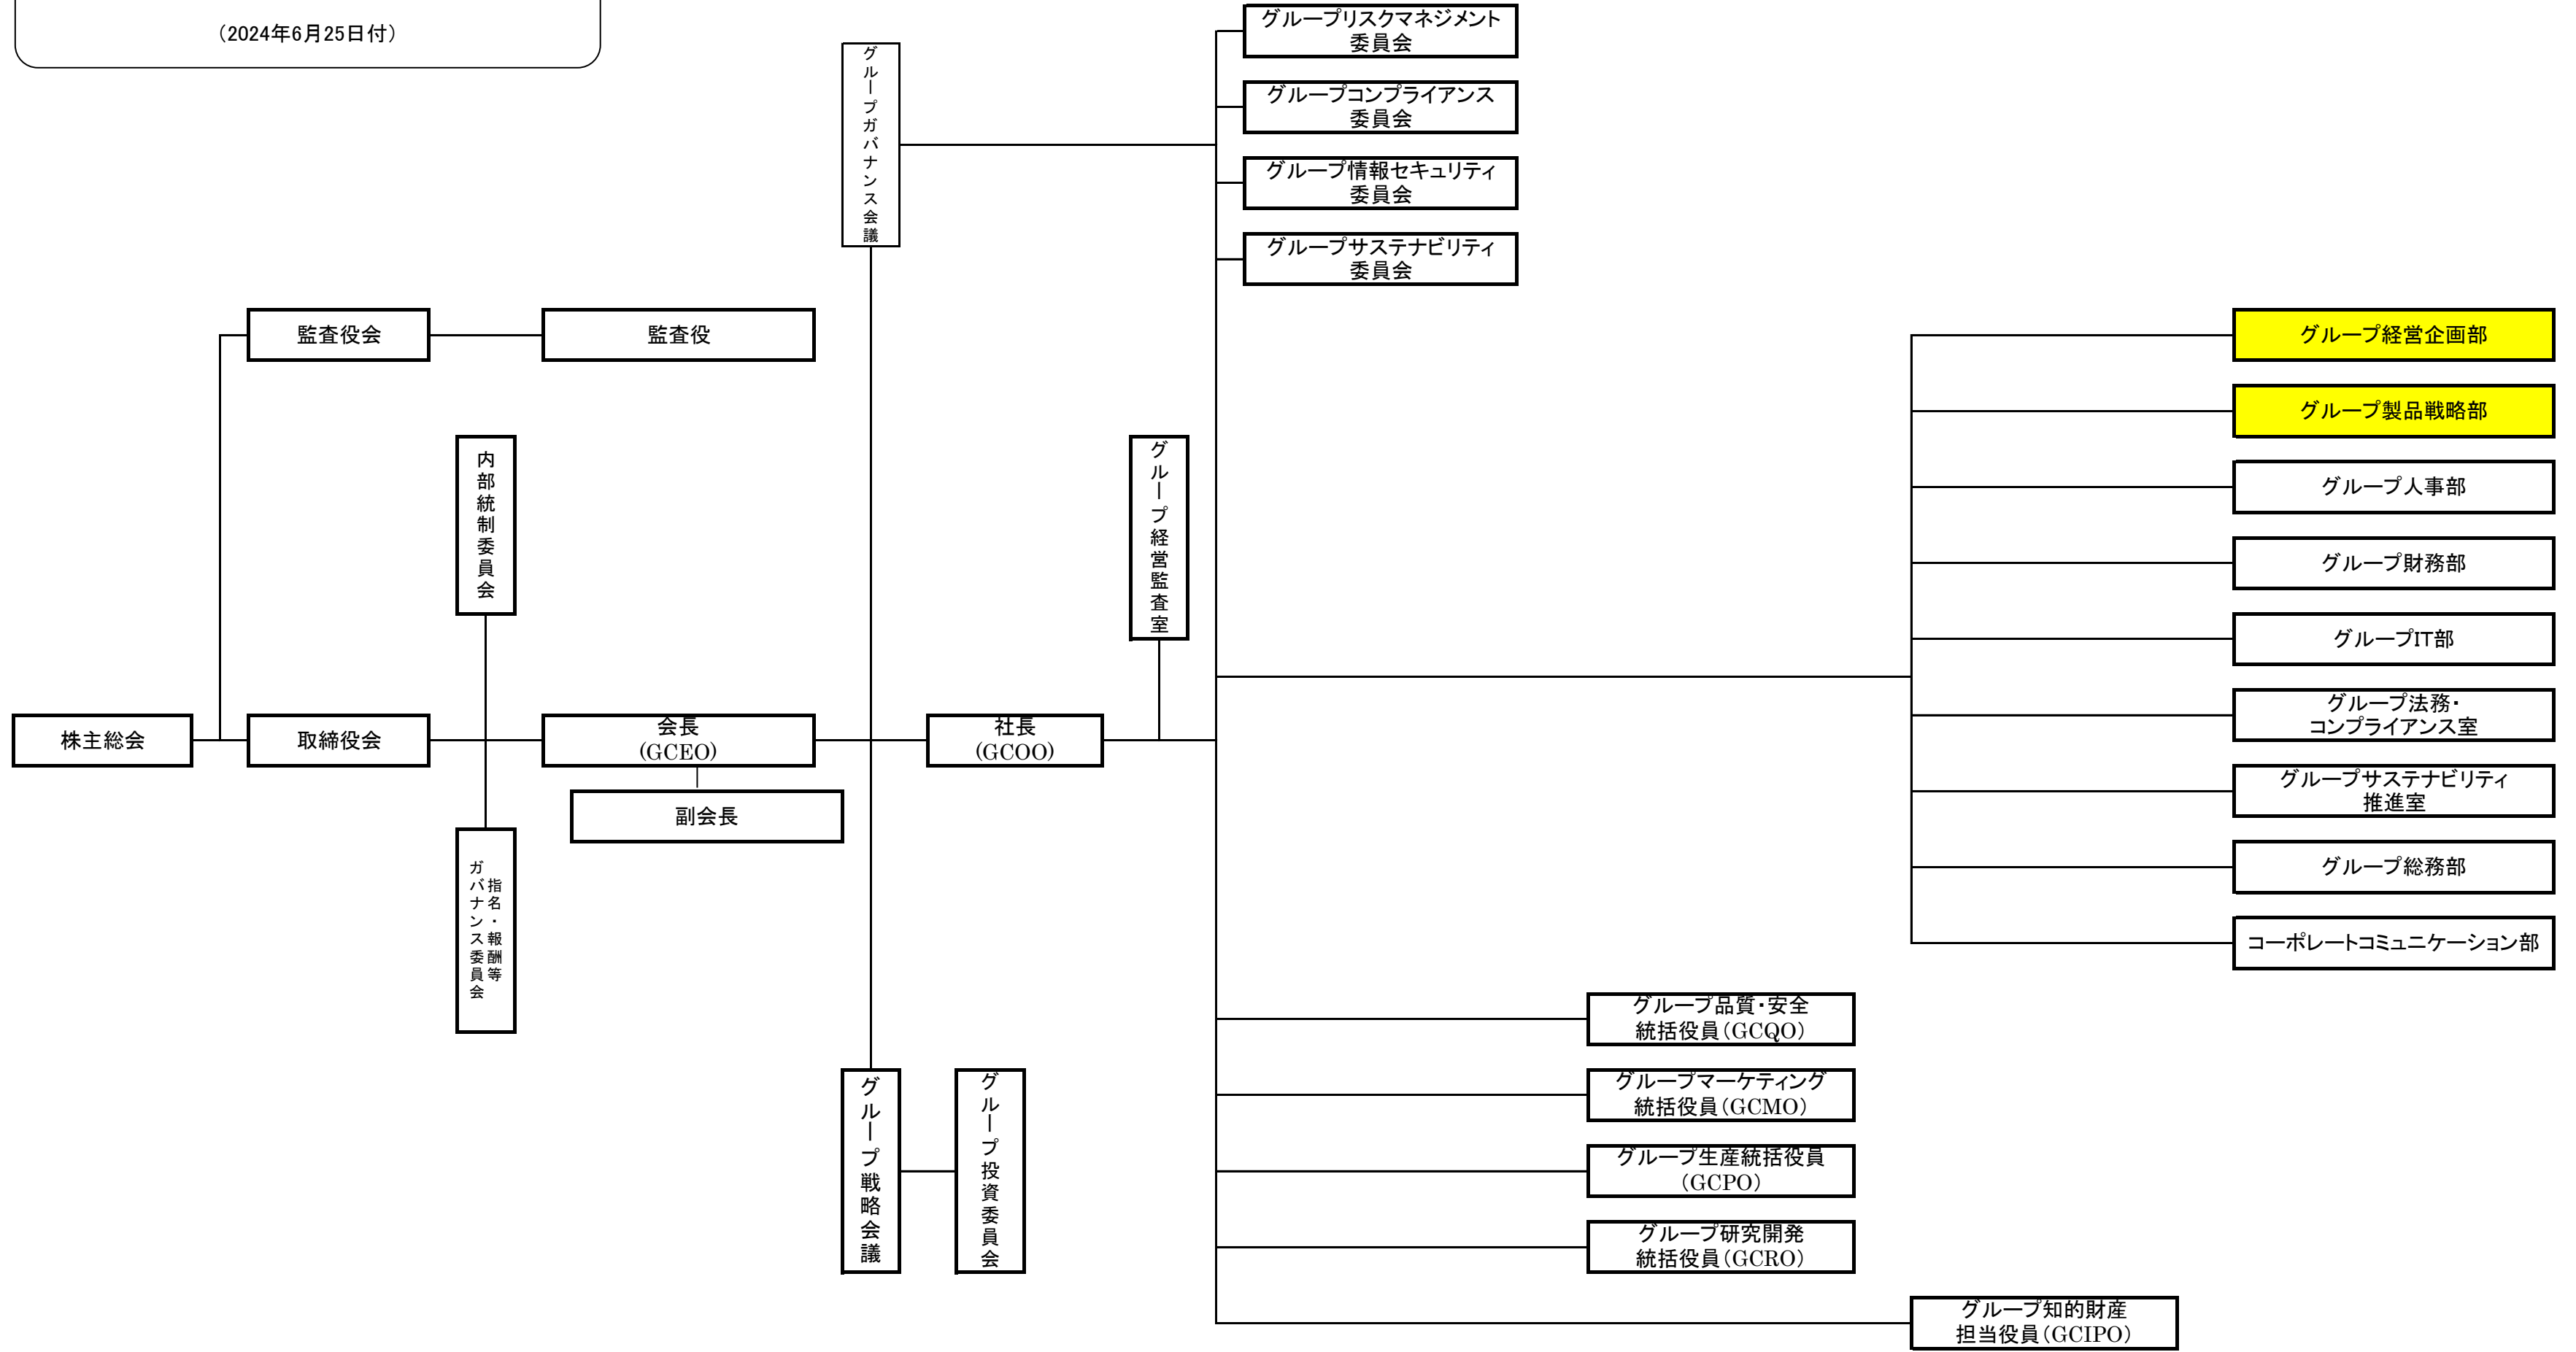 （2024年6月25日付）
グループリスクマネジメント
委員会
グループコンプライアンス
委員会
グループ情報セキュリティ
委員会
グループサステナビリティ
委員会
グループガバナンス会議
監査役会
監査役
グループ経営企画部
グループ製品戦略部
グループ人事部
グループ財務部
グループIT部
グループ法務・
コンプライアンス室
グループサステナビリティ
推進室
グループ総務部
コーポレートコミュニケーション部
内部統制委員会
グループ経営監査室
株主総会
取締役会
会長
(GCEO)
社長
(GCOO)
副会長
指名・報酬等
ガバナンス委員会
グループ戦略会議
グループ投資委員会
グループ品質・安全
統括役員（GCQO）
グループマーケティング
統括役員（GCMO）
グループ生産統括役員
（GCPO）
グループ研究開発
統括役員（GCRO）
グループ知的財産
担当役員（GCIPO）